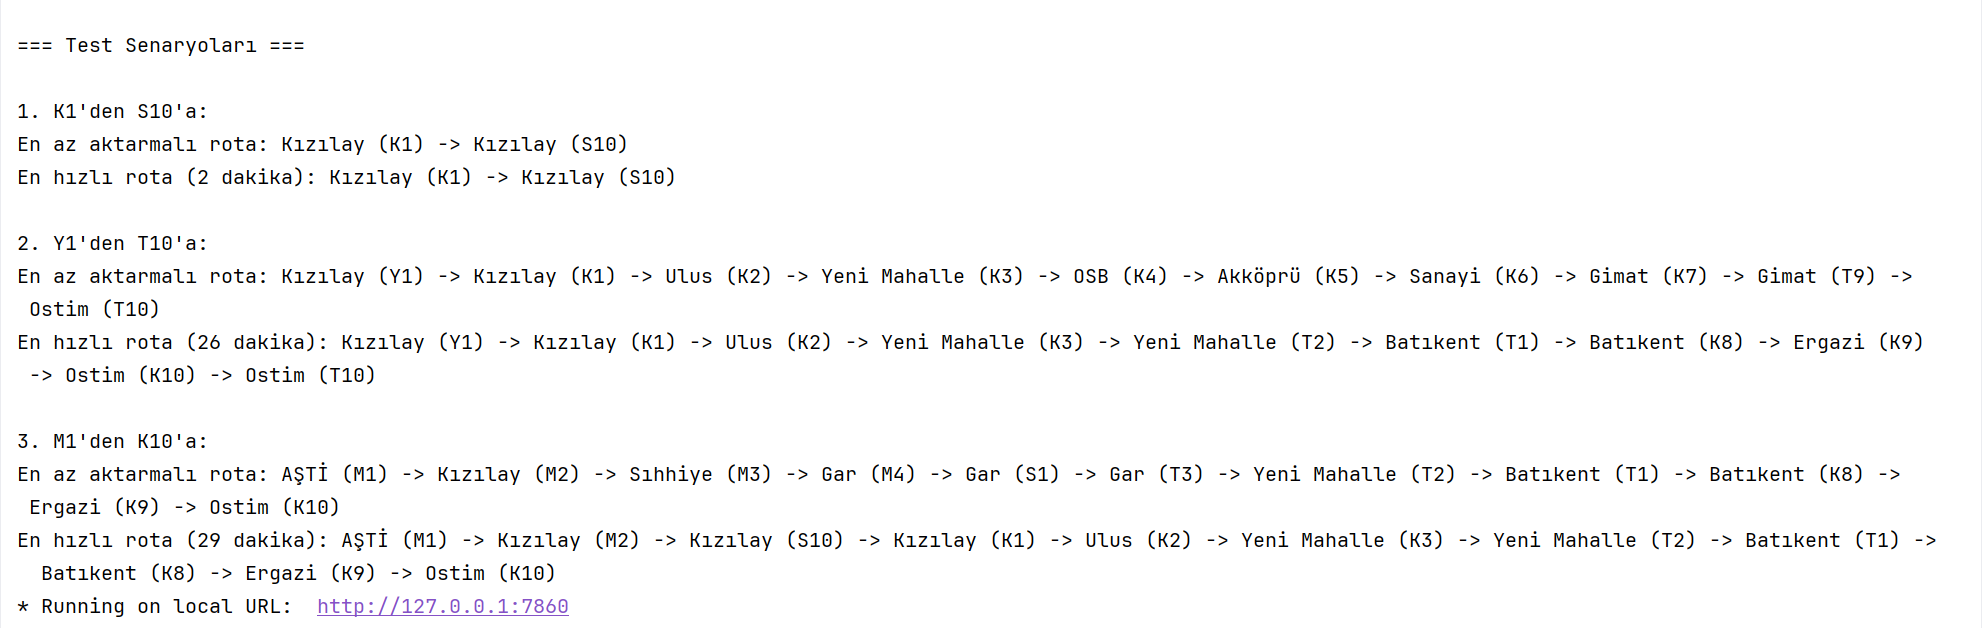 === Test Senaryoları ===
1. K1'den S10'a:
En az aktarmalı rota: Kızılay (K1) -> Kızılay (S10)
En hızlı rota (2 dakika): Kızılay (K1) -> Kızılay (S10)
2. Y1'den T10'a:
En az aktarmalı rota: Kızılay (Y1) -> Kızılay (K1) -> Ulus (K2) -> Yeni Mahalle (K3) -> OSB (K4) -> Akköprü (K5) -> Sanayi (K6) -> Gimat (K7) -> Gimat (T9) ->
Ostim (T10)
En hızlı rota (26 dakika): Kızılay (Y1) -> Kızılay (K1) -> Ulus (K2) -> Yeni Mahalle (K3) -> Yeni Mahalle (T2) -> Batıkent (T1) -> Batıkent (K8) -> Ergazi (K9)
-> Ostim (K10) -> Ostim (T10)
3. M1'den K10'a:
En az aktarmalı rota: AŞTİ (M1) -> Kızılay (M2) -> Sıhhiye (M3) -> Gar (M4) -> Gar (S1) -> Gar (T3) -> Yeni Mahalle (T2) -> Batıkent (T1) -> Batıkent (K8) ->
Ergazi (K9) -> Ostim (K10)
En hızlı rota (29 dakika): AŞTİ (M1) -> Kızılay (M2) -> Kızılay (S10) -> Kızılay (K1) -> Ulus (K2) -> Yeni Mahalle (K3) -> Yeni Mahalle (T2) -> Batıkent (T1) ->
Batıkent (K8) -> Ergazi (K9) -> Ostim (K10)
* Running on local URL:  http://127.0.0.1:7860